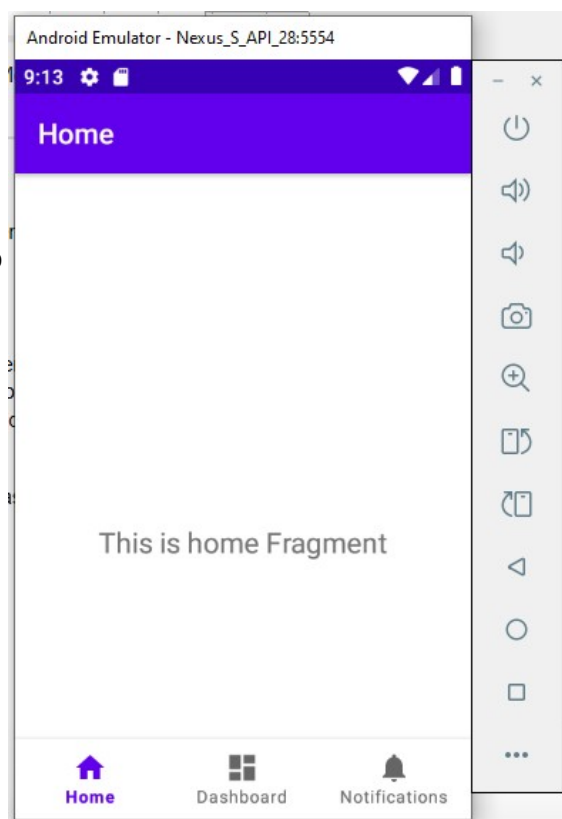 Android Emulator - Nexus_S_API_28:5554
9:13
Home
This is home Fragment
Home Dashboard Notifications